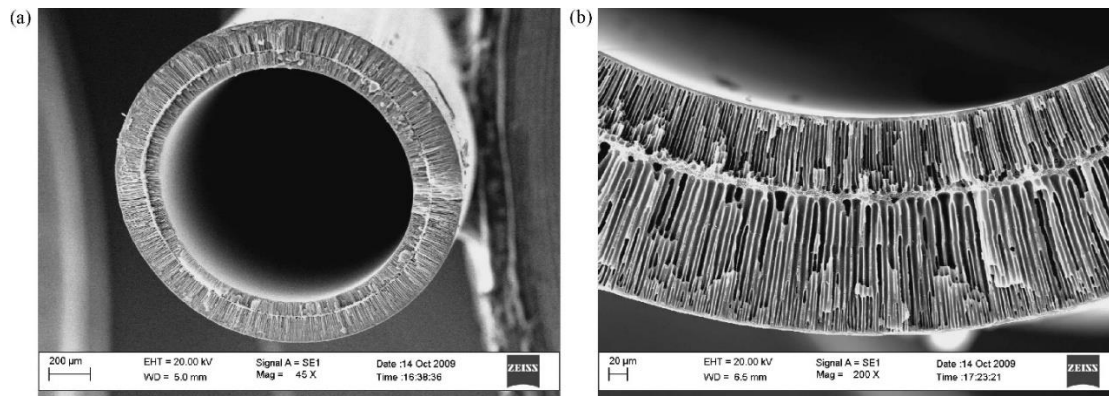 (a)
(b)
200 µm
EHT = 20.00 kV
WD = 5.0 mm
Signal A = SE1
Mag = 45 X
Date :14 Oct 2009
Time :16:38:36
ZEISS
20 µm
EHT = 20.00 kV
WD = 6.5 mm
Signal A = SE1
Mag = 200 X
Date :14 Oct 2009
Time :17:23:21
ZEISS